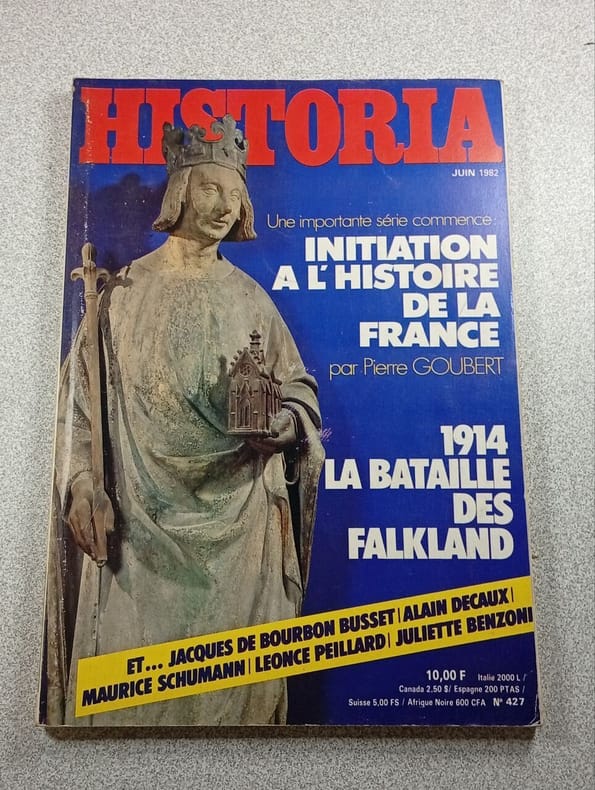 HISTORIA
JUIN 1982
Une importante série commence :
INITIATION
A L'HISTOIRE
DE LA
FRANCE
par Pierre GOUBERT
1914
LA BATAILLE
DES
FALKLAND
ET... JACQUES DE BOURBON BUSSET | ALAIN DECAUX |
MAURICE SCHUMANN | LEONCE PEILLARD | JULIETTE BENZONI
10,00 F Italie 2000 L /
Canada 2.50 $ / Espagne 200 PTAS /
Suisse 5,00 FS / Afrique Noire 600 CFA N° 427